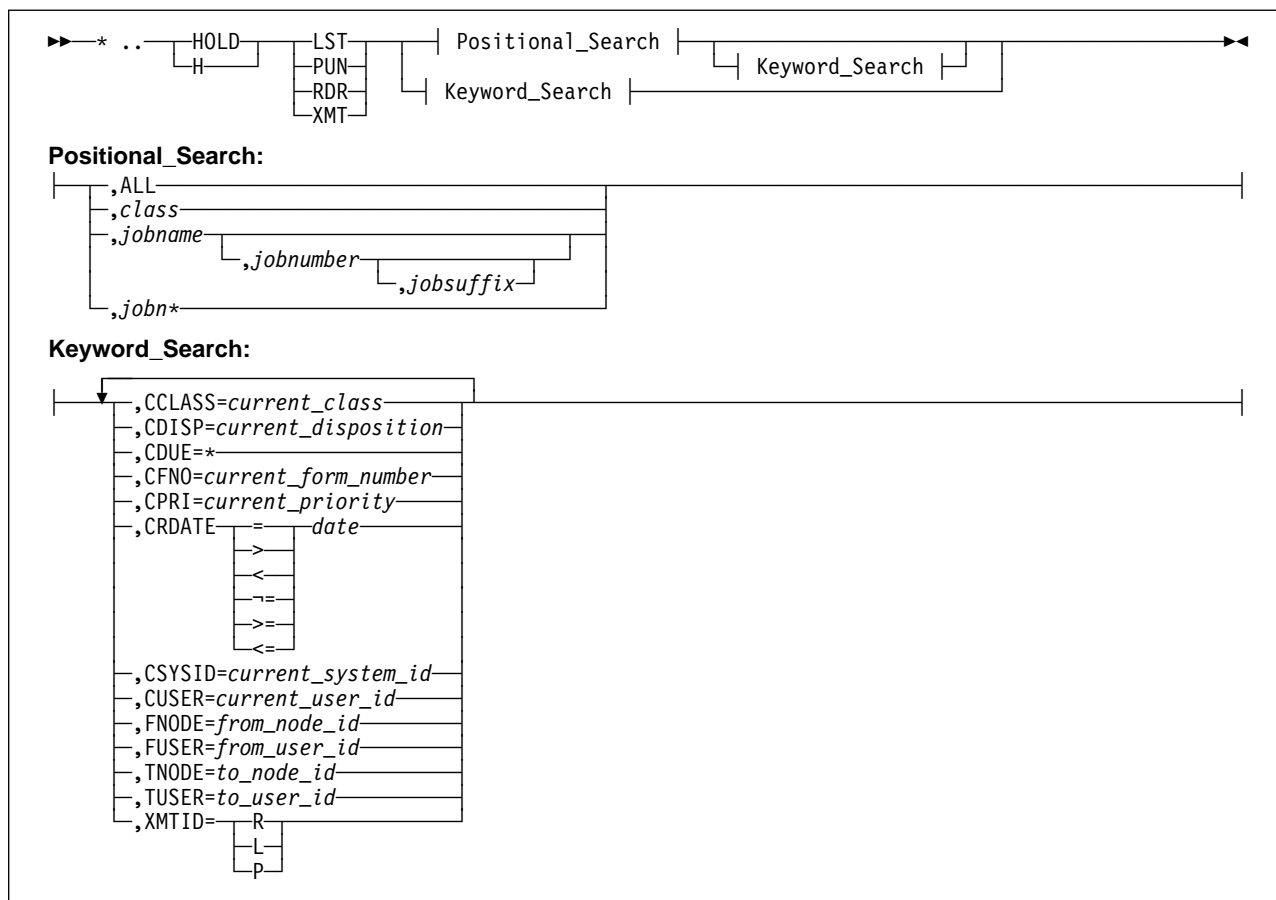 * .. HOLD LST Positional_Search
H PUN Keyword_Search
RDR Keyword_Search
XMT
Positional_Search:
,ALL
,class
,jobname
,jobnumber
,jobsuffix
,jobn*
Keyword_Search:
,CCLASS=current_class
,CDISP=current_disposition
,CDUE=*
,CFNO=current_form_number
,CPRI=current_priority
,CRDATE = date
>
<
¬=
>=
<=
,CSYSID=current_system_id
,CUSER=current_user_id
,FNODE=from_node_id
,FUSER=from_user_id
,TNODE=to_node_id
,TUSER=to_user_id
,XMTID= R
L
P